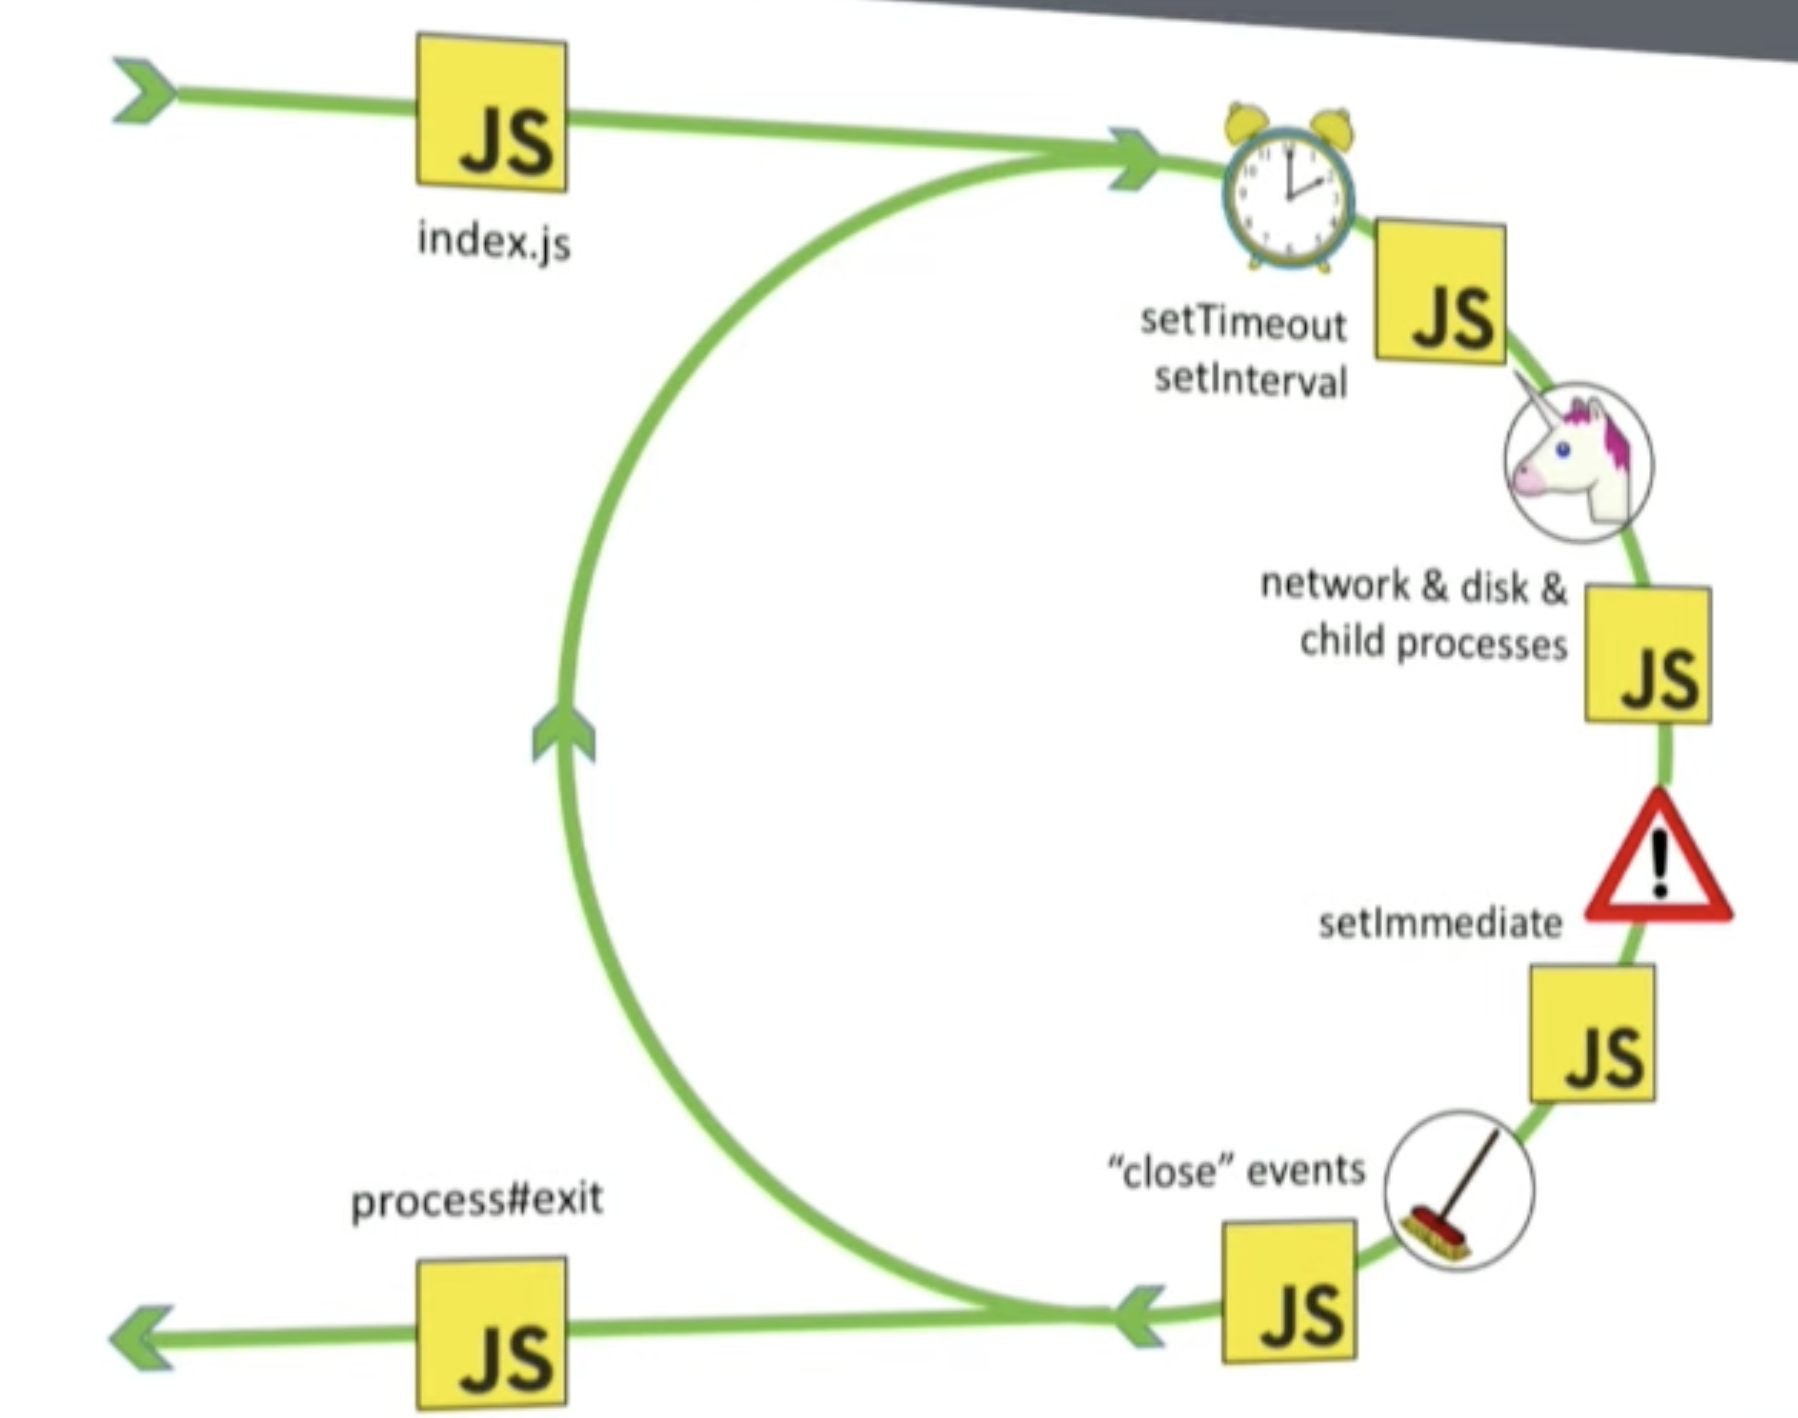 JS
index.js
setTimeout
setInterval
JS
network & disk &
child processes
JS
setImmediate
JS
“close” events
JS
process#exit
JS